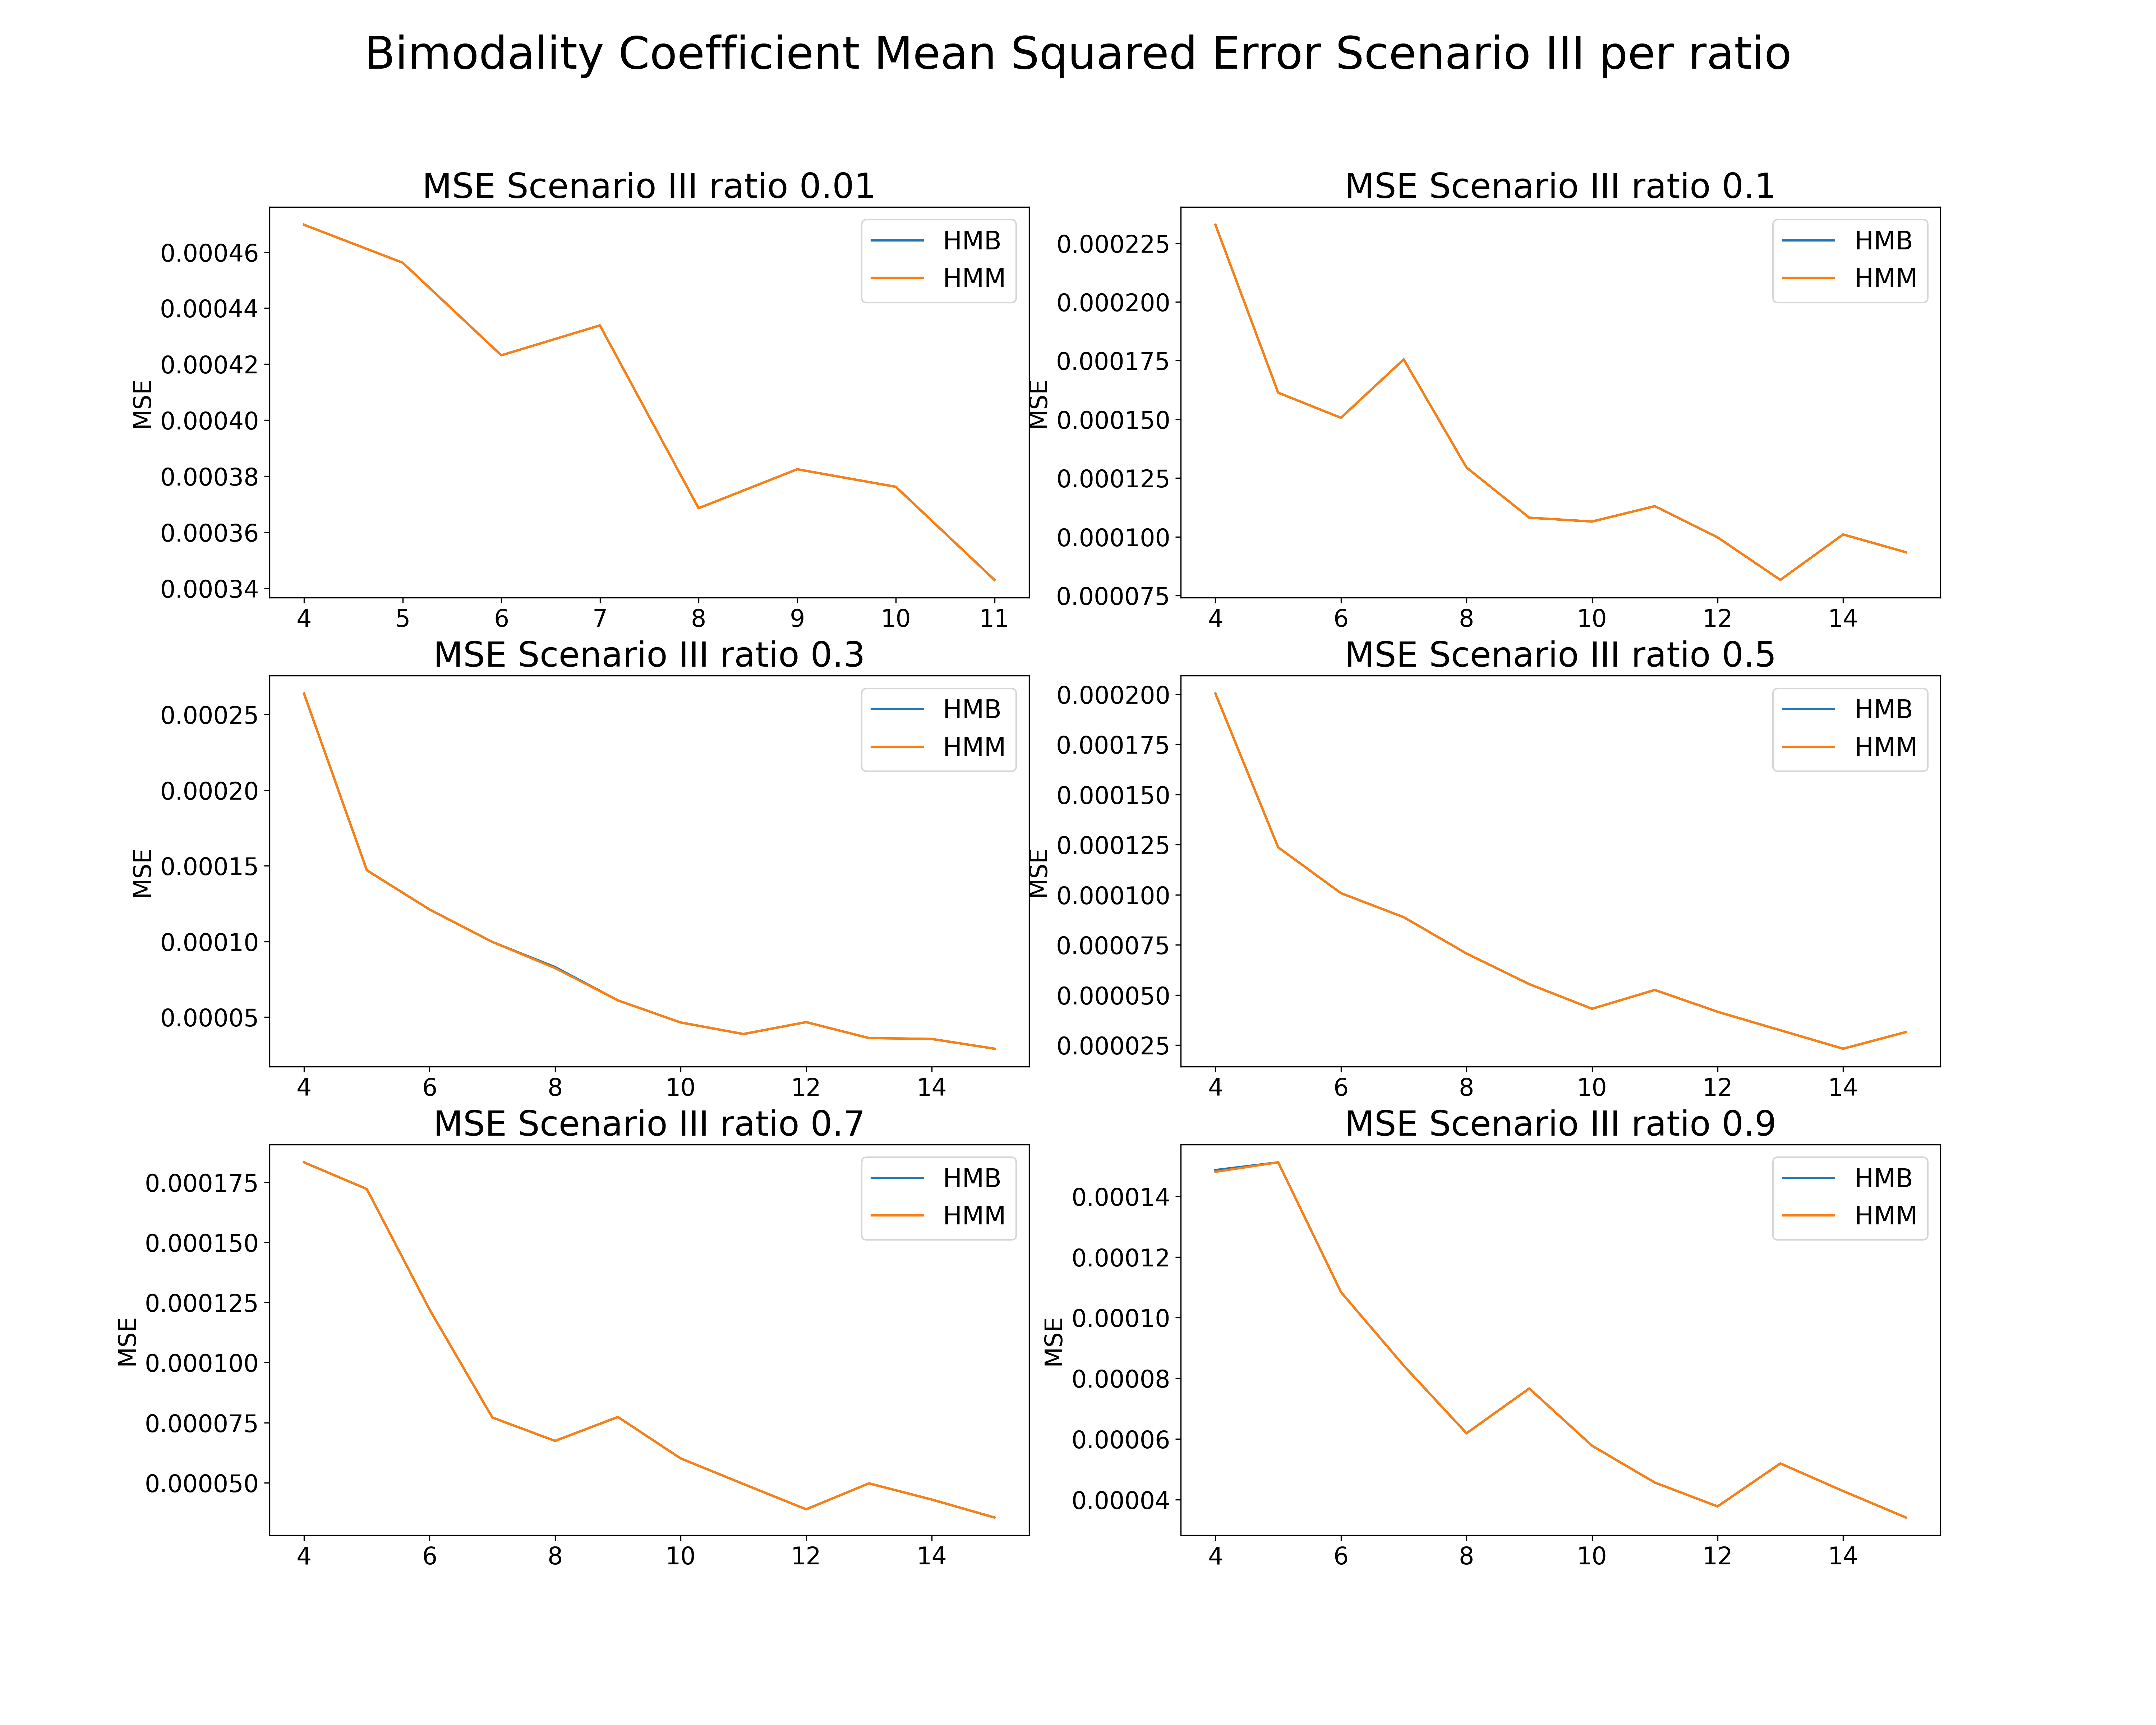 Bimodality Coefficient Mean Squared Error Scenario III per ratio
MSE Scenario III ratio 0.01
MSE
0.00046
0.00044
0.00042
0.00040
0.00038
0.00036
0.00034
4 5 6 7 8 9 10 11
HMB
HMM
MSE Scenario III ratio 0.1
MSE
0.000225
0.000200
0.000175
0.000150
0.000125
0.000100
0.000075
4 6 8 10 12 14
HMB
HMM
MSE Scenario III ratio 0.3
MSE
0.00025
0.00020
0.00015
0.00010
0.00005
4 6 8 10 12 14
HMB
HMM
MSE Scenario III ratio 0.5
MSE
0.000200
0.000175
0.000150
0.000125
0.000100
0.000075
0.000050
0.000025
4 6 8 10 12 14
HMB
HMM
MSE Scenario III ratio 0.7
MSE
0.000175
0.000150
0.000125
0.000100
0.000075
0.000050
4 6 8 10 12 14
HMB
HMM
MSE Scenario III ratio 0.9
MSE
0.00014
0.00012
0.00010
0.00008
0.00006
0.00004
4 6 8 10 12 14
HMB
HMM